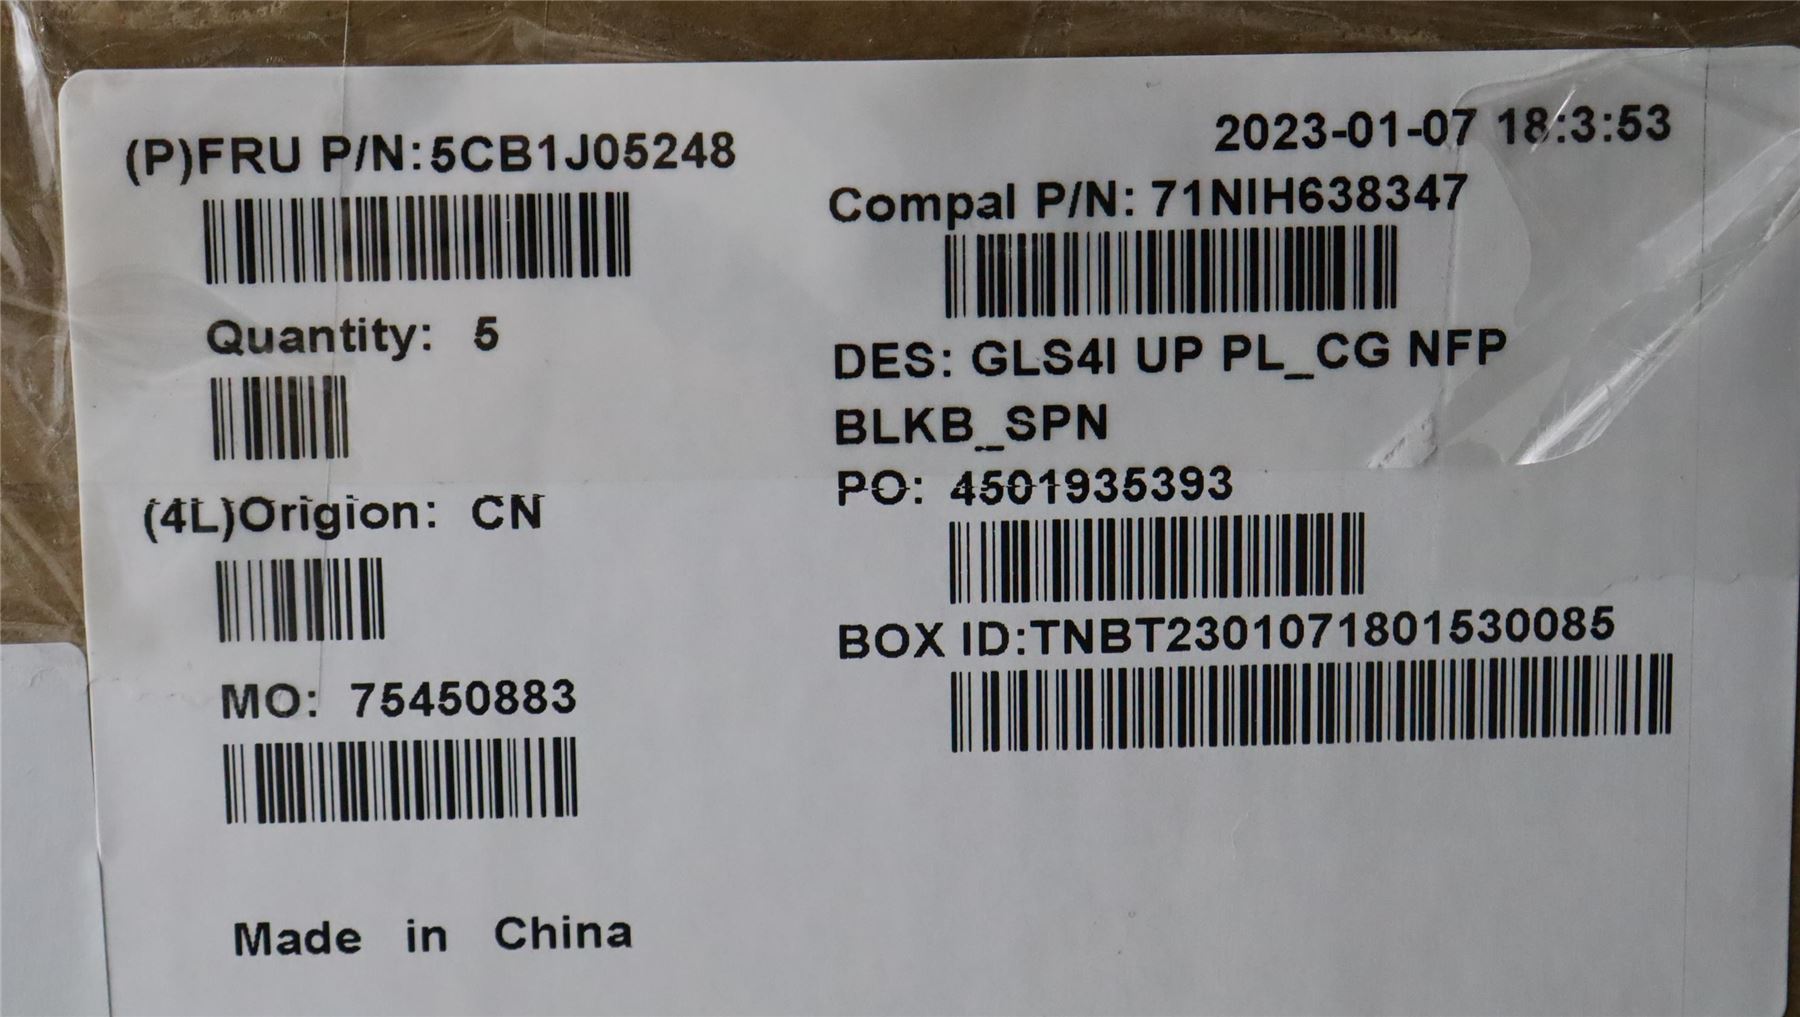 (P)FRU P/N:5CB1J05248
Quantity: 5
(4L)Origion: CN
MO: 75450883
Made in China
2023-01-07 18:3:53
Compal P/N: 71NIH638347
DES: GLS4I UP PL_CG NFP
BLKB_SPN
PO: 4501935393
BOX ID:TNBT2301071801530085